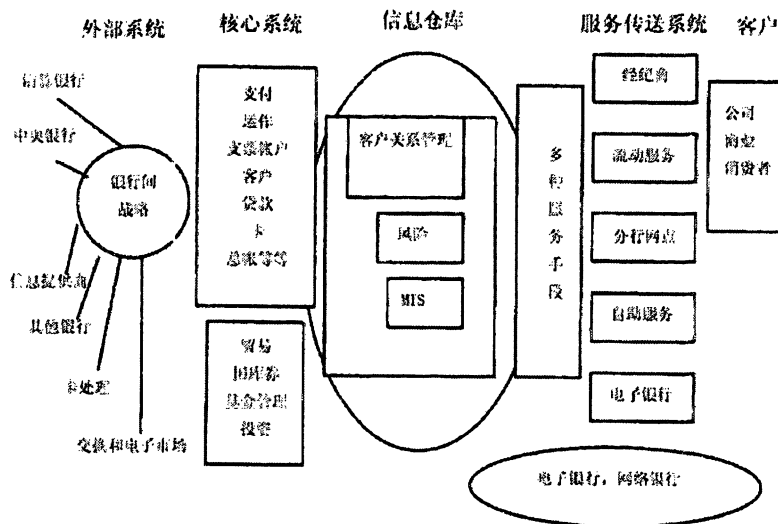 外部系统
核心系统
信息仓库
服务传送系统
客户
清算银行
中央银行
银行间
战略
信息提供商
其他银行
卡处理
交换和电子市场
支付
运作
支票账户
客户
贷款
卡
总账等等
贸易
国库券
基金管理
投资
客户关系管理
风险
MIS
多种服务手段
经纪商
流动服务
分行网点
自助服务
电子银行
公司
商业
消费者
电子银行，网络银行